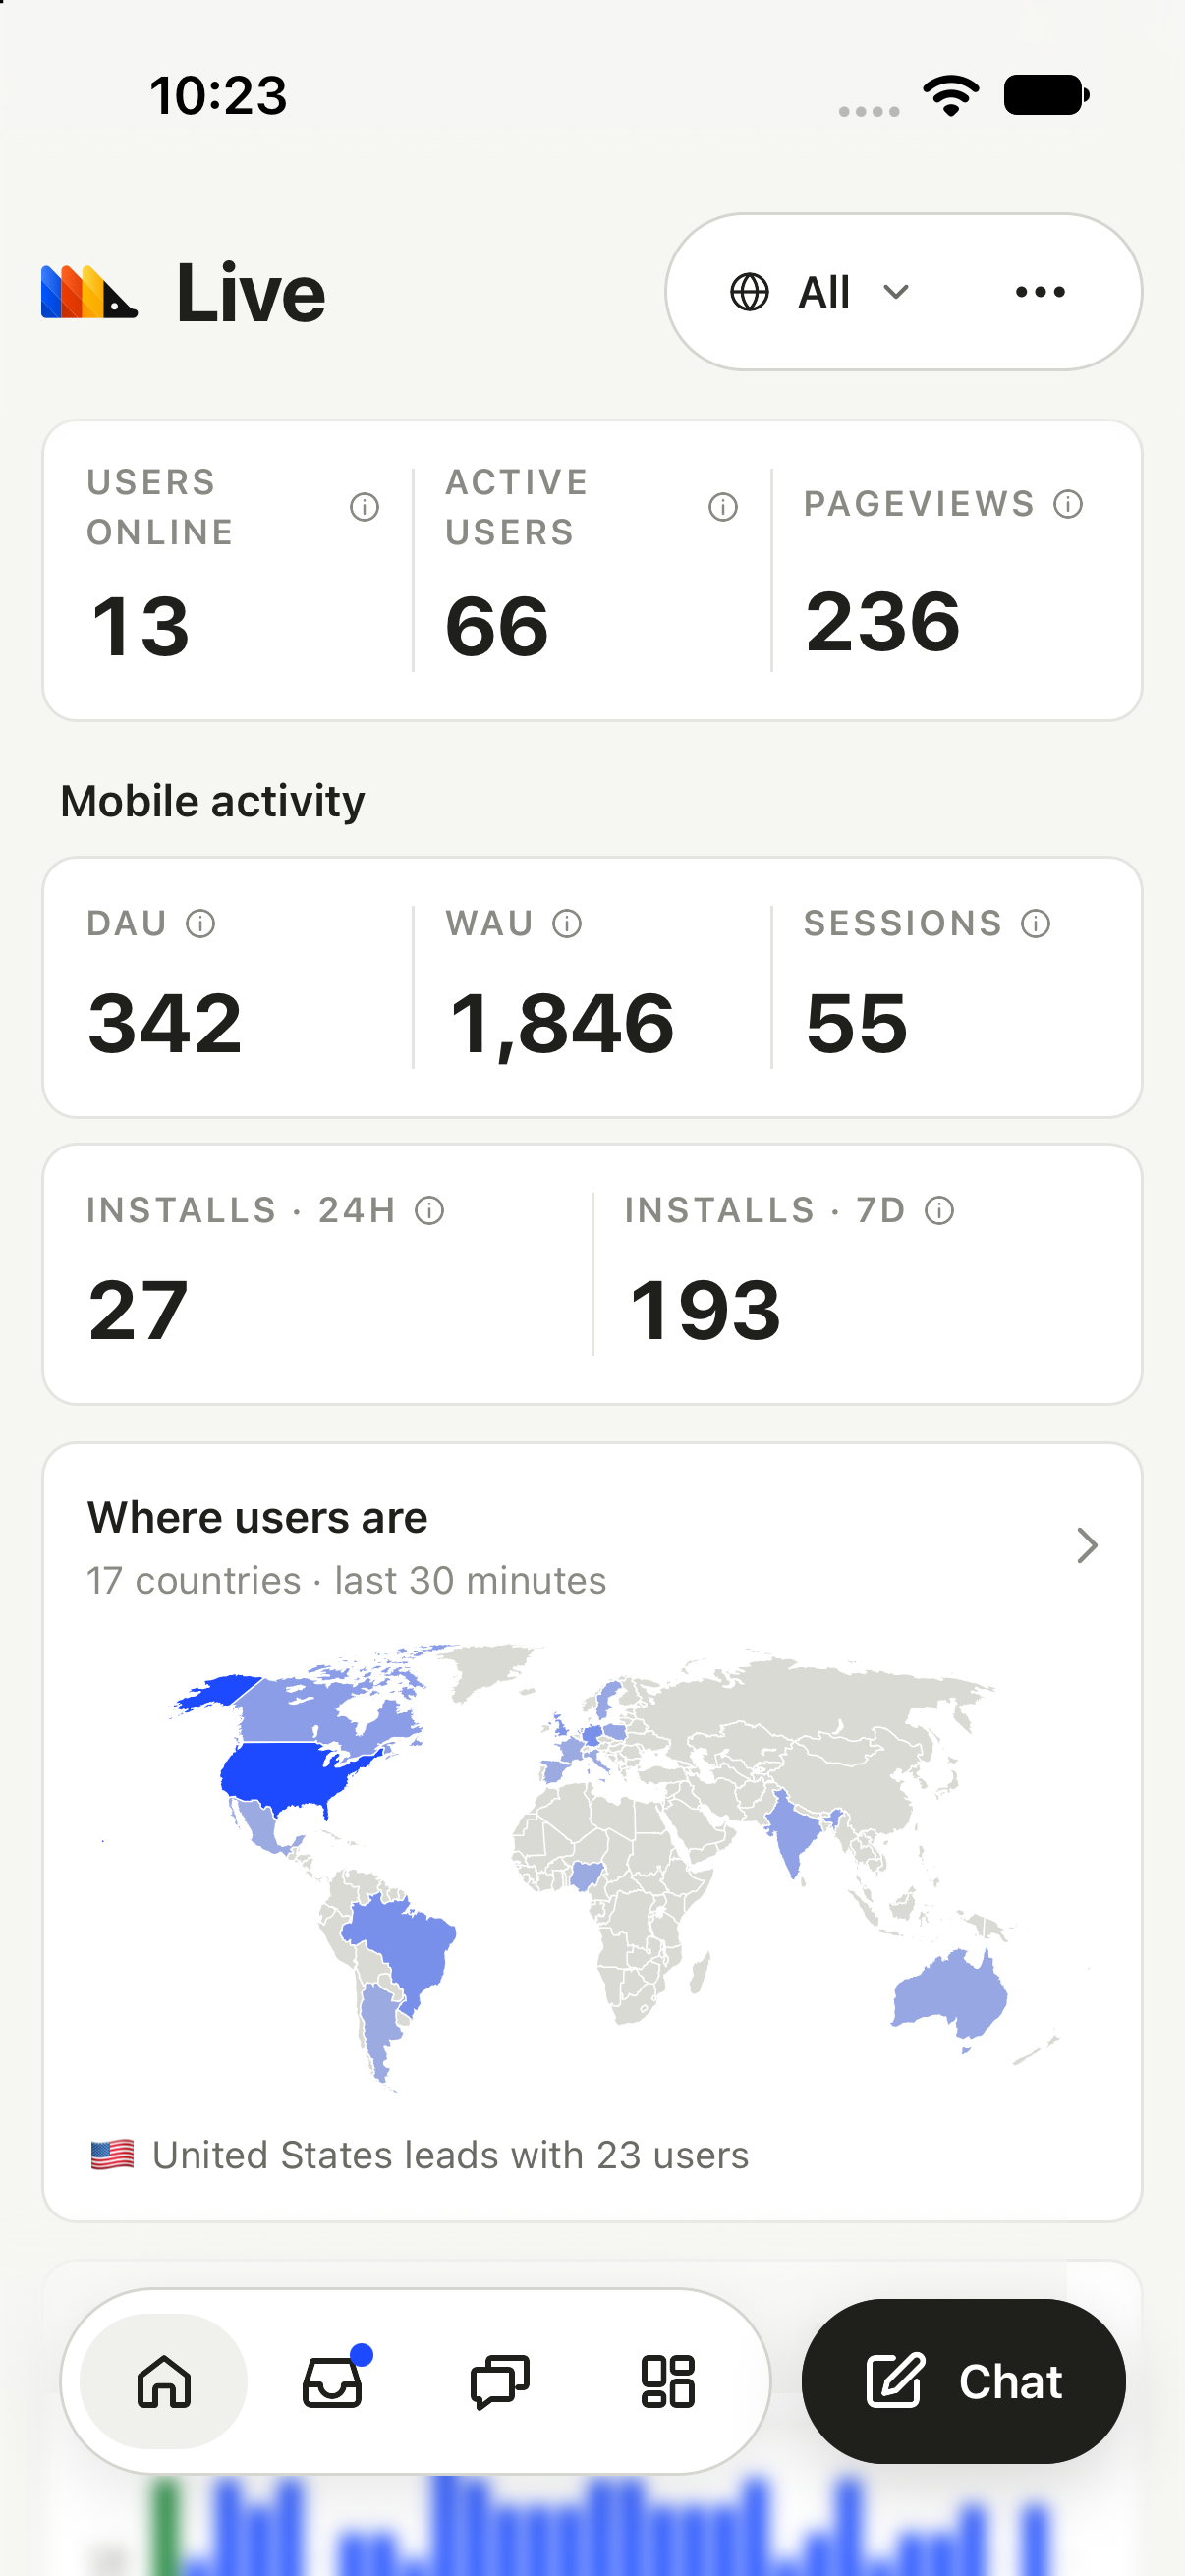 10:23
Live
All
USERS ONLINE
ACTIVE USERS
PAGEVIEWS
13
66
236
Mobile activity
DAU
WAU
SESSIONS
342
1,846
55
INSTALLS · 24H
INSTALLS · 7D
27
193
Where users are
17 countries · last 30 minutes
United States leads with 23 users
Chat